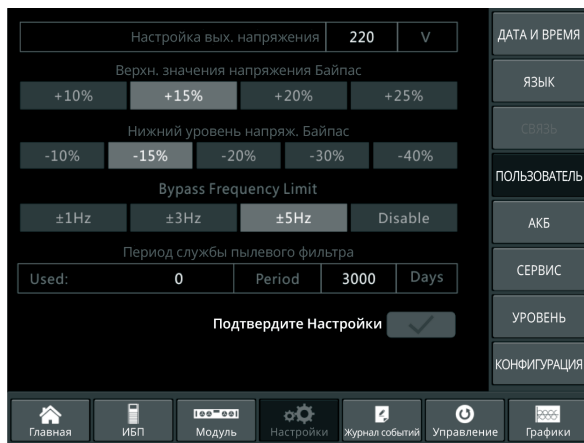 Настройка вых. напряжения 220 V
Верхн. значения напряжения Байпас
+10% +15% +20% +25%
Нижний уровень напряж. Байпас
-10% -15% -20% -30% -40%
Bypass Frequency Limit
±1Hz ±3Hz ±5Hz Disable
Период службы пылевого фильтра
Used: 0 Period 3000 Days
Подтвердите Настройки
ДАТА И ВРЕМЯ
ЯЗЫК
СВЯЗЬ
ПОЛЬЗОВАТЕЛЬ
АКБ
СЕРВИС
УРОВЕНЬ
КОНФИГУРАЦИЯ
Главная ИБП Модуль Настройки Журнал событий Управление Графики